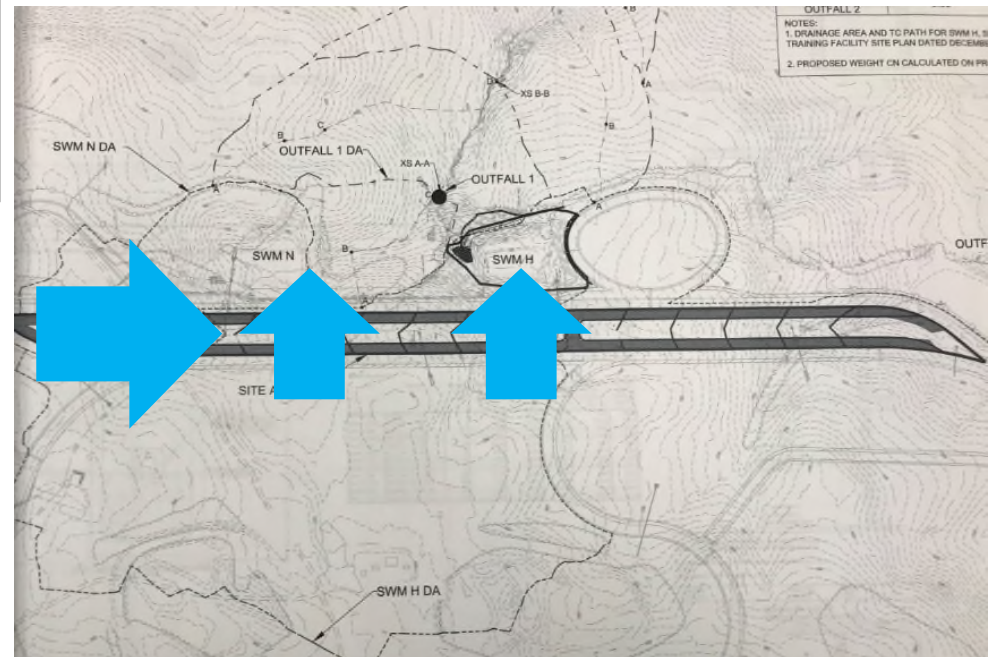 OUTFALL 2
NOTES:
1. DRAINAGE AREA AND TC PATH FOR SWM H, S
TRAINING FACILITY SITE PLAN DATED DECEMBE
2. PROPOSED WEIGHT CN CALCULATED ON PR
B
A
D
XS B-B
C
B
B
SWM N DA
OUTFALL 1 DA
XS A-A
OUTFALL 1
A
C
A
B
SWM N
SWM H
OUTF
A
SITE A
SWM H DA